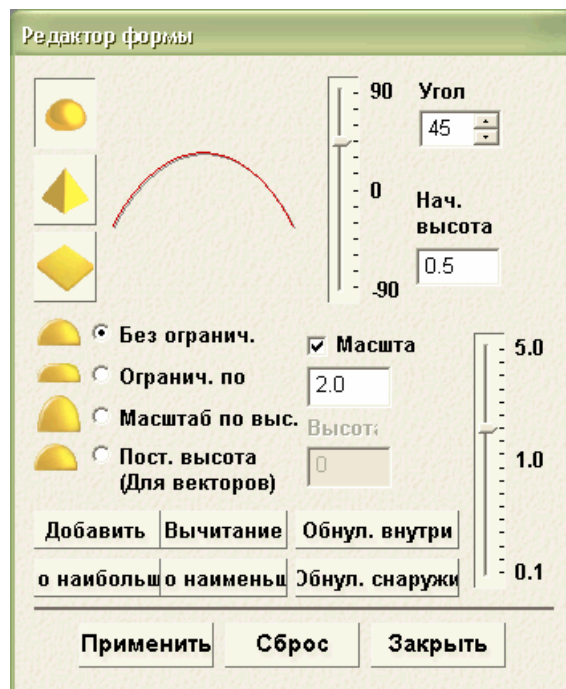 Редактор формы
90
Угол
45
0
Нач.
высота
0.5
-90
Без огранич.
Масшта
5.0
Огранич. по
2.0
Масштаб по выс.
Высота
Пост. высота
(Для векторов)
0
1.0
Добавить Вычитание Обнул. внутри
о наибольш о наименьш Обнул. снаружи
0.1
Применить Сброс Закрыть